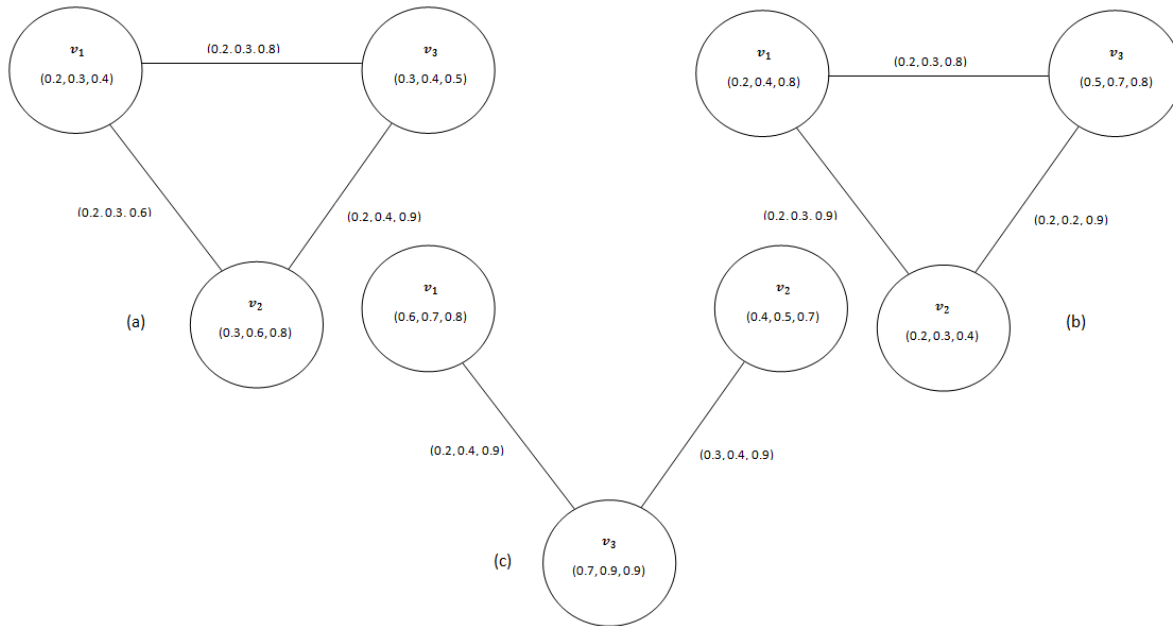 v₁
(0.2, 0.3, 0.4)
(0.2, 0.3, 0.8)
v₃
(0.3, 0.4, 0.5)
(0.2, 0.3, 0.6)
(0.2, 0.4, 0.9)
v₂
(0.3, 0.6, 0.8)
(a)
v₁
(0.2, 0.4, 0.8)
(0.2, 0.3, 0.8)
v₃
(0.5, 0.7, 0.8)
(0.2, 0.3, 0.9)
(0.2, 0.2, 0.9)
v₂
(0.2, 0.3, 0.4)
(b)
v₁
(0.6, 0.7, 0.8)
v₂
(0.4, 0.5, 0.7)
(0.2, 0.4, 0.9)
(0.3, 0.4, 0.9)
v₃
(0.7, 0.9, 0.9)
(c)